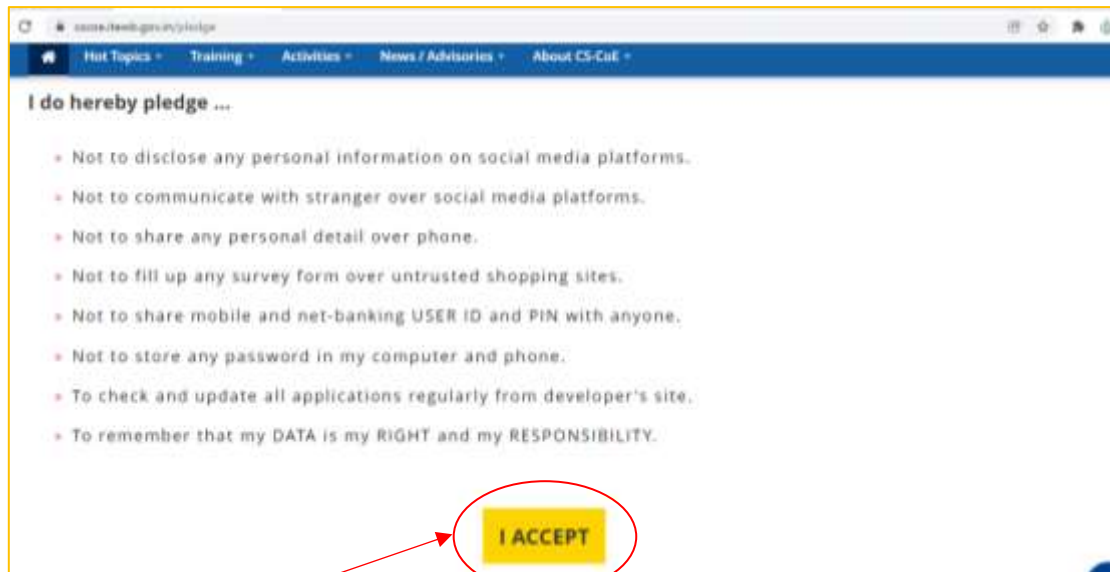 Hot Topics Training Activities News / Advisories About CS-CoE
I do hereby pledge ...
Not to disclose any personal information on social media platforms.
Not to communicate with stranger over social media platforms.
Not to share any personal detail over phone.
Not to fill up any survey form over untrusted shopping sites.
Not to share mobile and net-banking USER ID and PIN with anyone.
Not to store any password in my computer and phone.
To check and update all applications regularly from developer's site.
To remember that my DATA is my RIGHT and my RESPONSIBILITY.
I ACCEPT